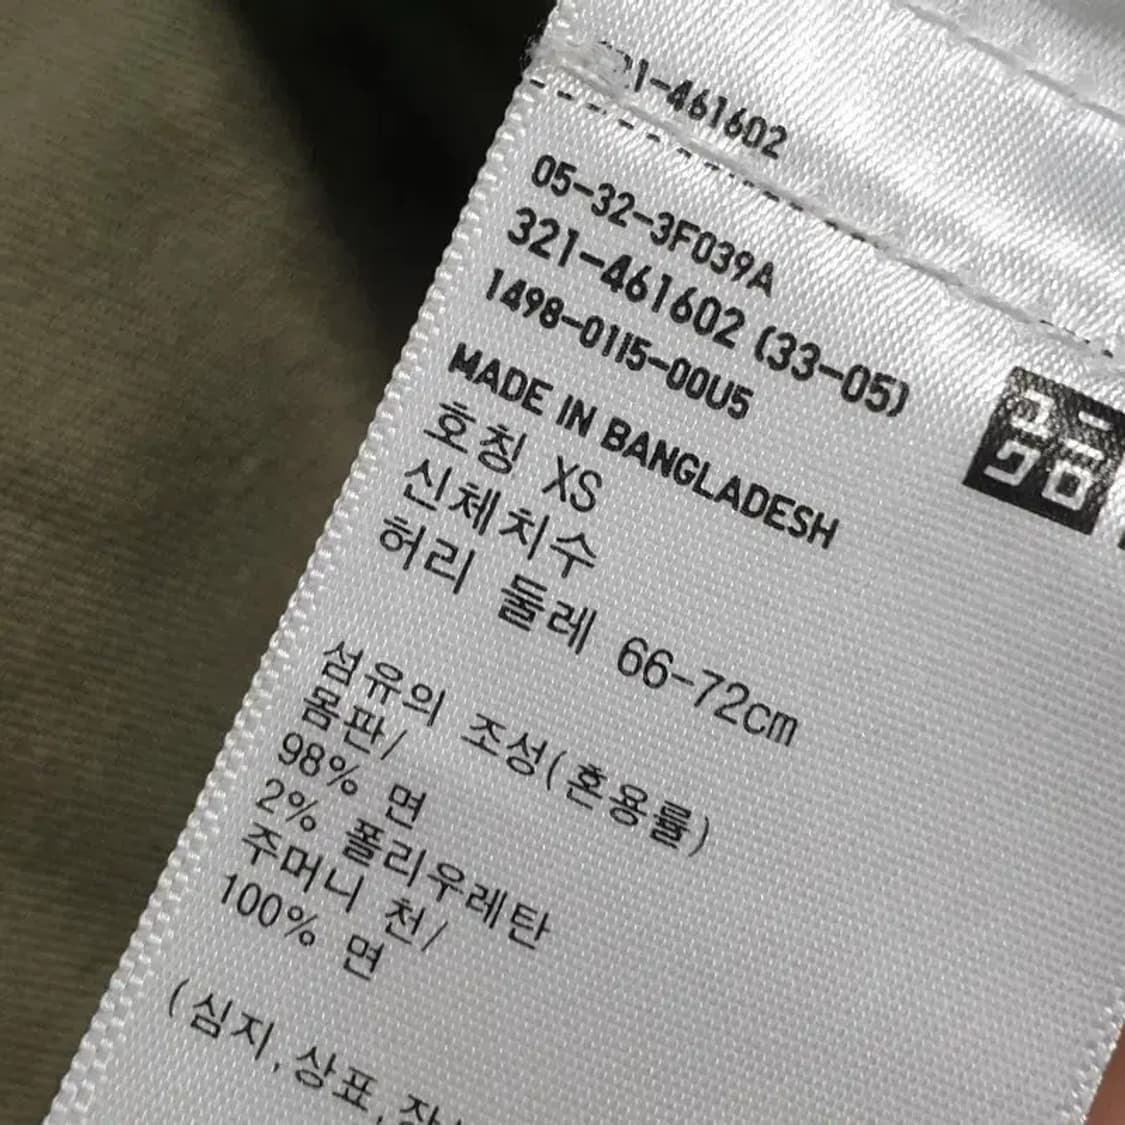 1-461602
05-32-3F039A
321-461602 (33-05)
1498-0115-00U5
MADE IN BANGLADESH
호칭 XS
신체치수
허리 둘레 66-72cm
섬유의 조성(혼용률)
몸판/
98% 면
2% 폴리우레탄
주머니 천/
100% 면
(심지,상표,